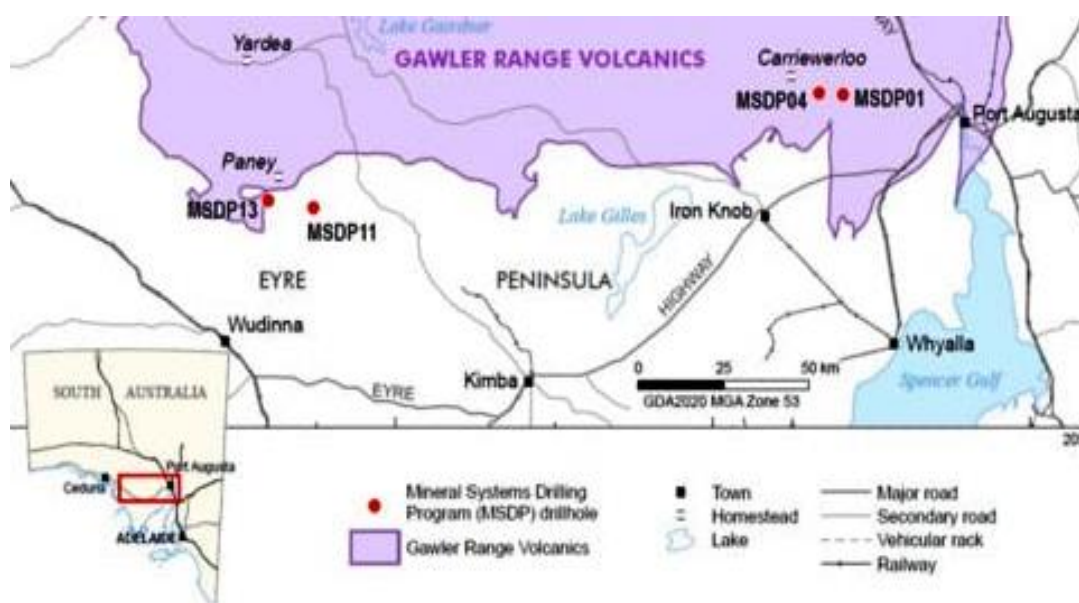 Lake Gairdner
WAY
Yardea
GAWLER RANGE VOLCANICS
Carriewerloo
MSDP04
MSDP01
Port Augusta
Paney
MSDP13
MSDP11
Lake Gilles
Iron Knob
EYRE
PENINSULA
HIGHWAY
Wudinna
Whyalla
Kimba
0 25 50 km
EYRE
GDA2020 MGA Zone 53
Spencer Gulf
SOUTH AUSTRALIA
20
Port Augusta
Ceduna
ADELAIDE
Mineral Systems Drilling
Program (MSDP) drillhole
Gawler Range Volcanics
Town
Homestead
Lake
Major road
Secondary road
Vehicular rack
Railway